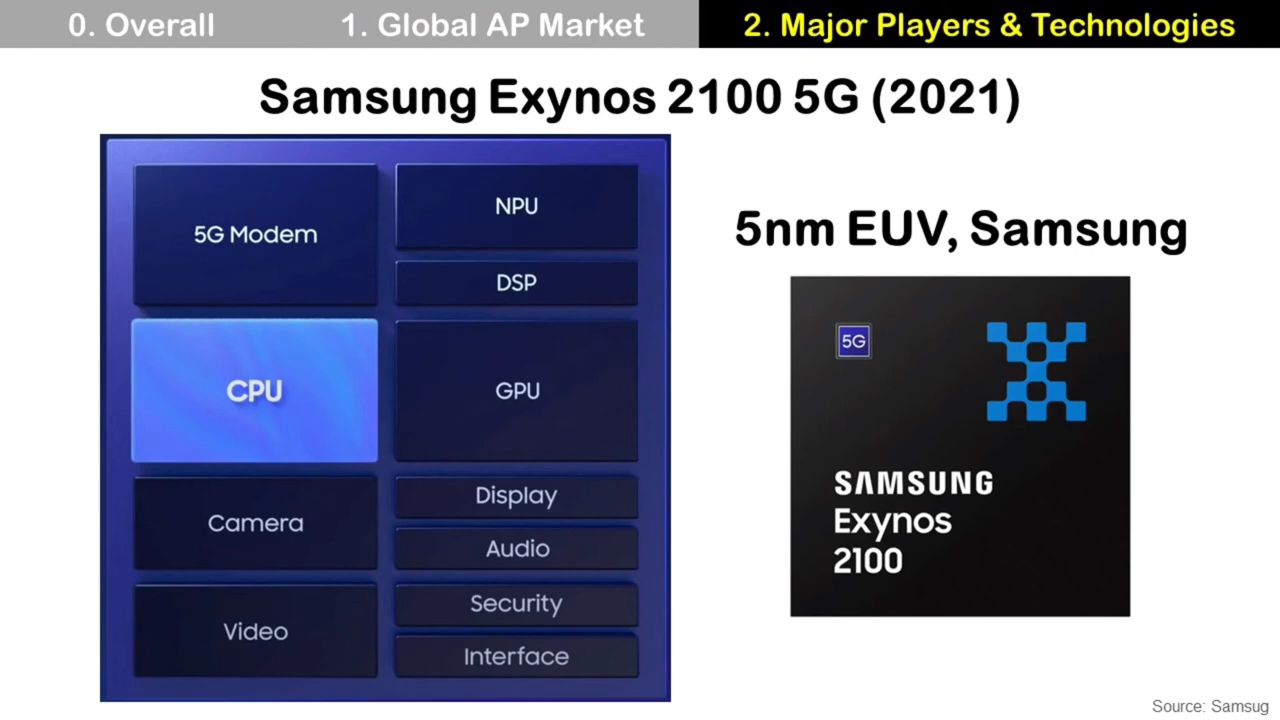 0. Overall
1. Global AP Market
2. Major Players & Technologies
Samsung Exynos 2100 5G (2021)
5G Modem
NPU
DSP
CPU
GPU
Camera
Display
Audio
Video
Security
Interface
5nm EUV, Samsung
5G
SAMSUNG
Exynos
2100
Source: Samsug